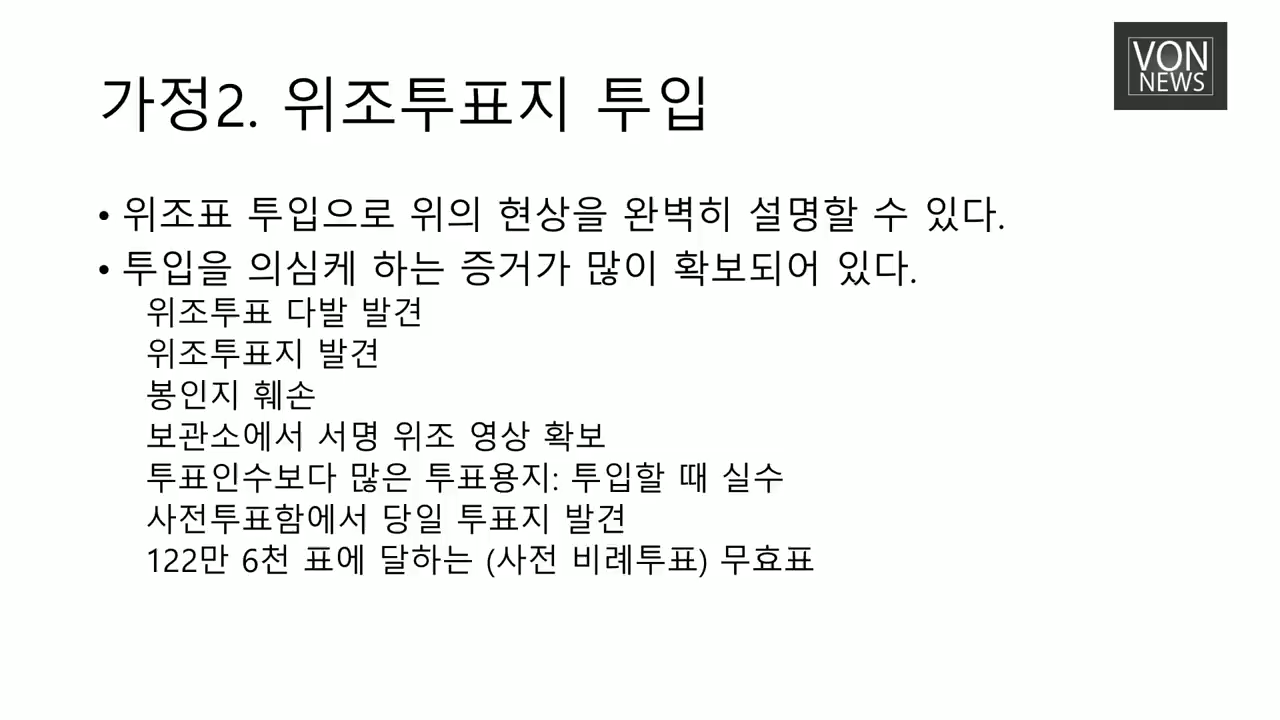 VON
NEWS
가정2. 위조투표지 투입
• 위조표 투입으로 위의 현상을 완벽히 설명할 수 있다.
• 투입을 의심케 하는 증거가 많이 확보되어 있다.
위조투표 다발 발견
위조투표지 발견
봉인지 훼손
보관소에서 서명 위조 영상 확보
투표인수보다 많은 투표용지: 투입할 때 실수
사전투표함에서 당일 투표지 발견
122만 6천 표에 달하는 (사전 비례투표) 무효표